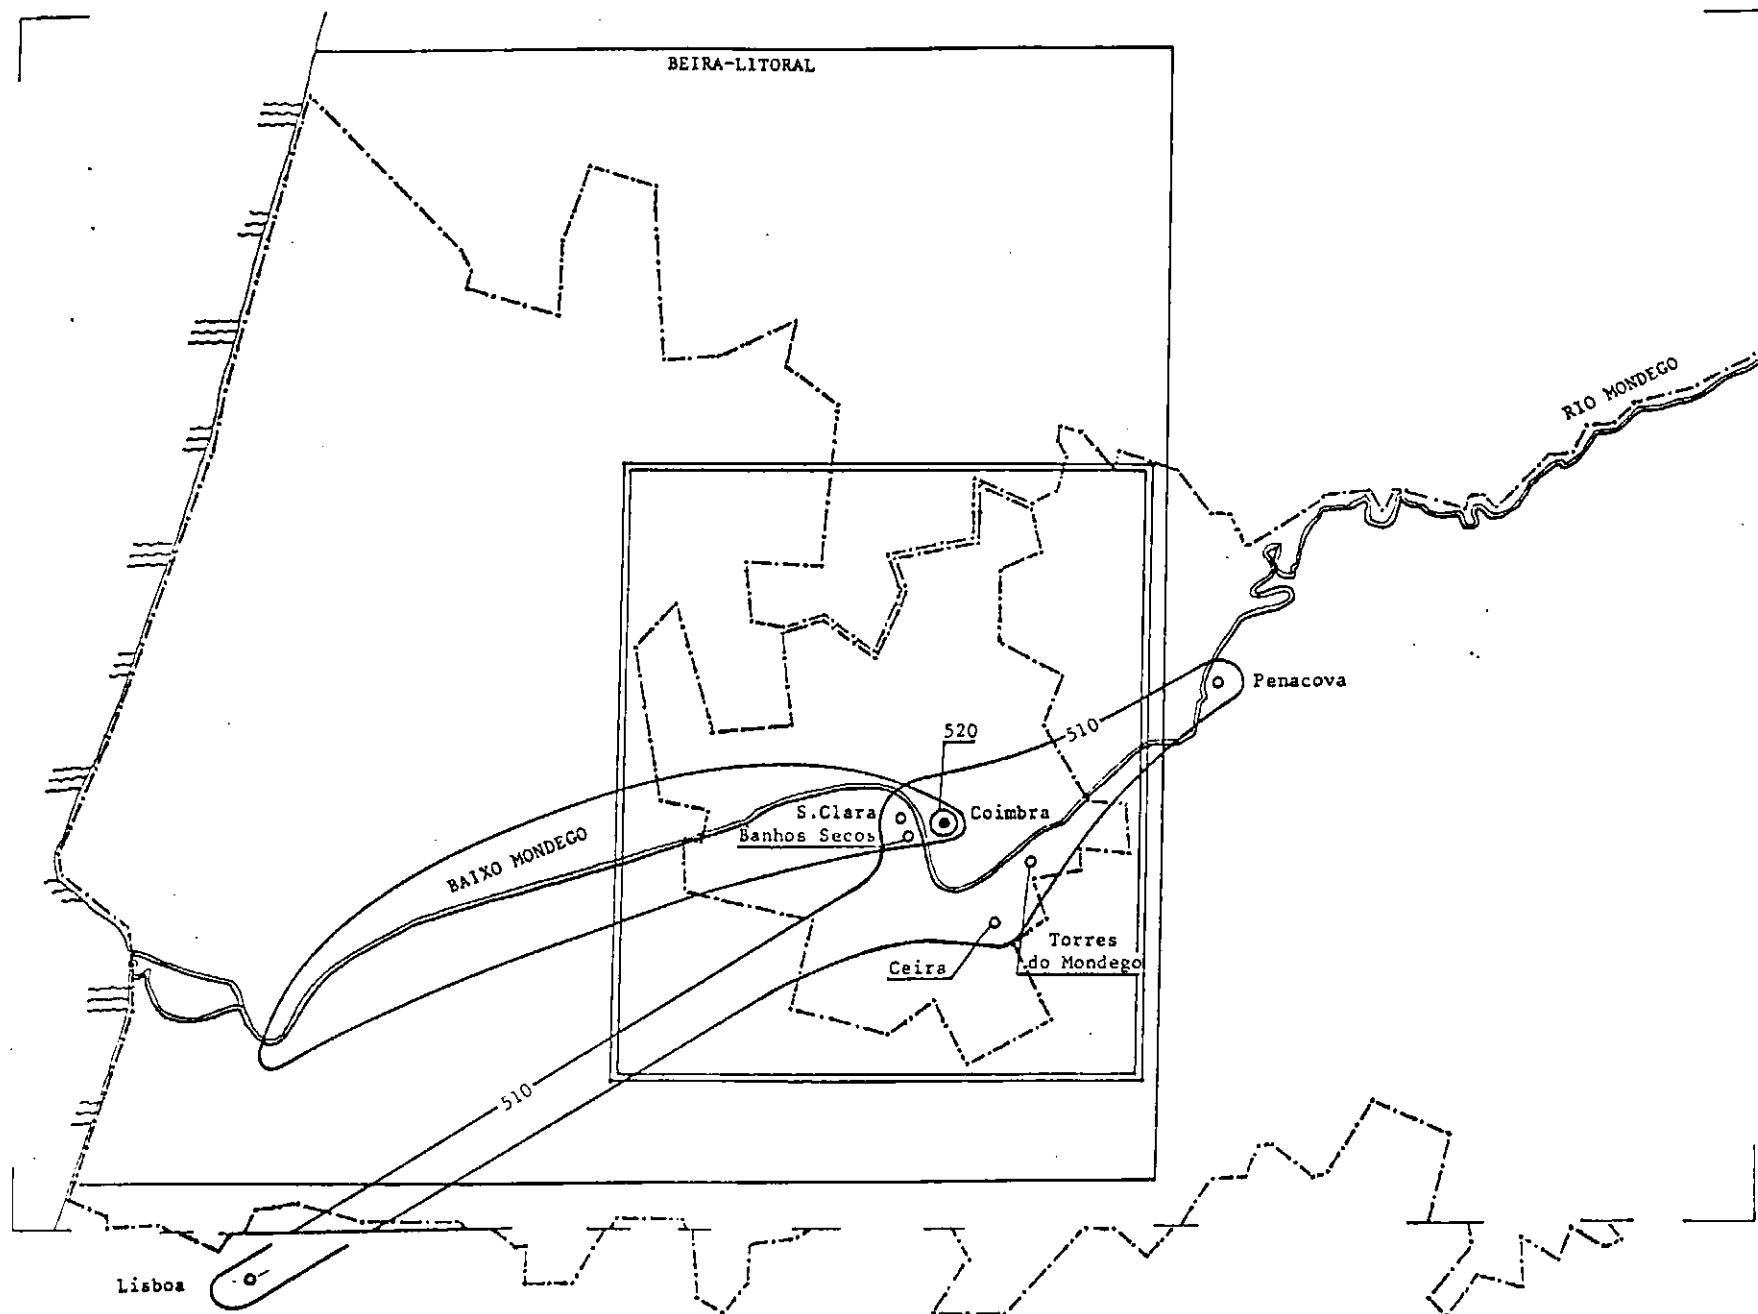 BEIRA-LITORAL
RIO MONDEGO
Penacova
510
520
S.Clara
Coimbra
Banhos Secos
BAIXO MONDEGO
Torres
do Mondego
Ceira
510
Lisboa